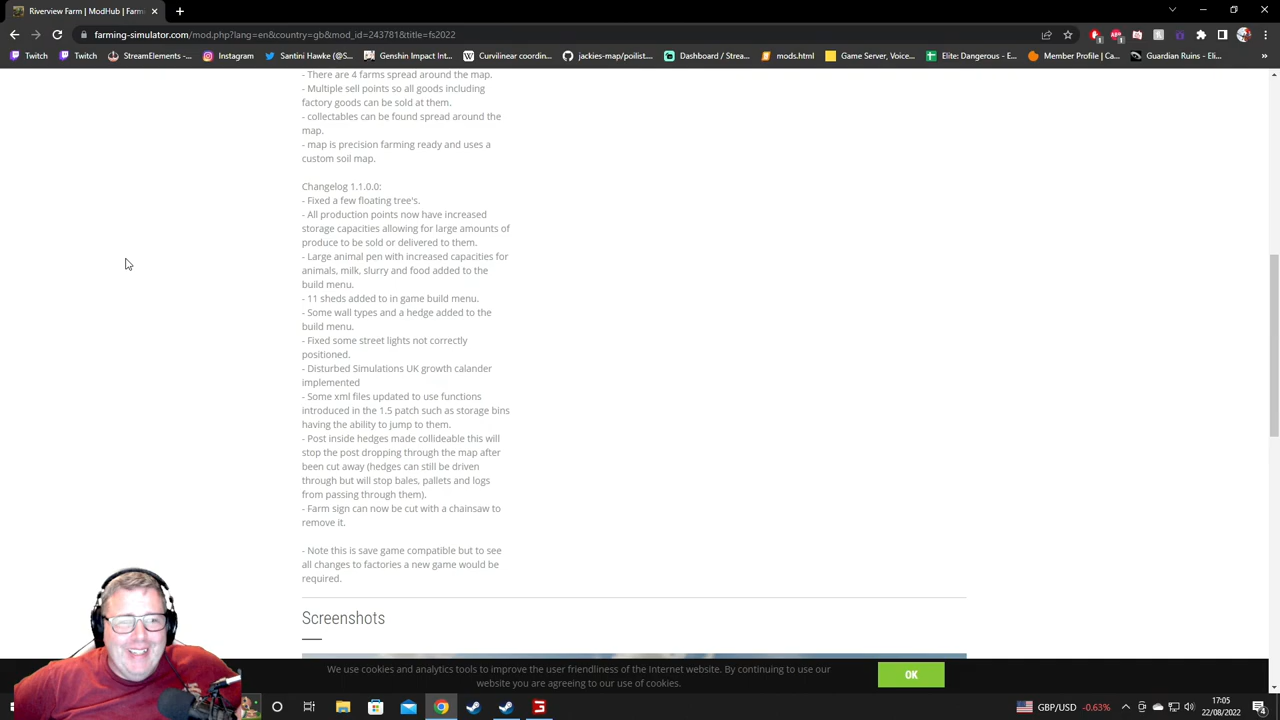 Riverview | ModHub | Farming
farming-simulator.com/mod.php?lang=en&country=gb&mod_id=243781&title=fs2022
Twitch
Twitch
StreamElements -...
Instagram
Santini Hawke (@S...
Genshin Impact Int...
Curvilinear coordin...
jackies-map/poilist....
Dashboard / Strea...
mods.html
Game Server, Voice...
Elite Dangerous - E...
Member Profile | Ca...
Guardian Ruins - Eli...
- There are 4 farms spread around the map.
- Multiple sell points so all goods including
factory goods can be sold at them.
- collectables can be found spread around the
map.
- map is precision farming ready and uses a
custom soil map.
Changelog 1.1.0.0:
- Fixed a few floating tree's.
- All production points now have increased
storage capacities allowing for large amounts of
produce to be sold or delivered to them.
- Large animal pen with increased capacities for
animals, milk, slurry and food added to the
build menu.
- 11 sheds added to in game build menu.
- Some wall types and a hedge added to the
build menu.
- Fixed some street lights not correctly
positioned.
- Disturbed Simulations UK growth calander
implemented
- Some xml files updated to use functions
introduced in the 1.5 patch such as storage bins
having the ability to jump to them.
- Post inside hedges made collideable this will
stop the post dropping through the map after
been cut away (hedges can still be driven
through but will stop bales, pallets and logs
from passing through them).
- Farm sign can now be cut with a chainsaw to
remove it.
- Note this is save game compatible but to see
all changes to factories a new game would be
required.
Screenshots
We use cookies and analytics tools to improve the user friendliness of the Internet website. By continuing to use our
website you are agreeing to our use of cookies.
OK
GBP/USD -0.63%
17:05
22/08/2022